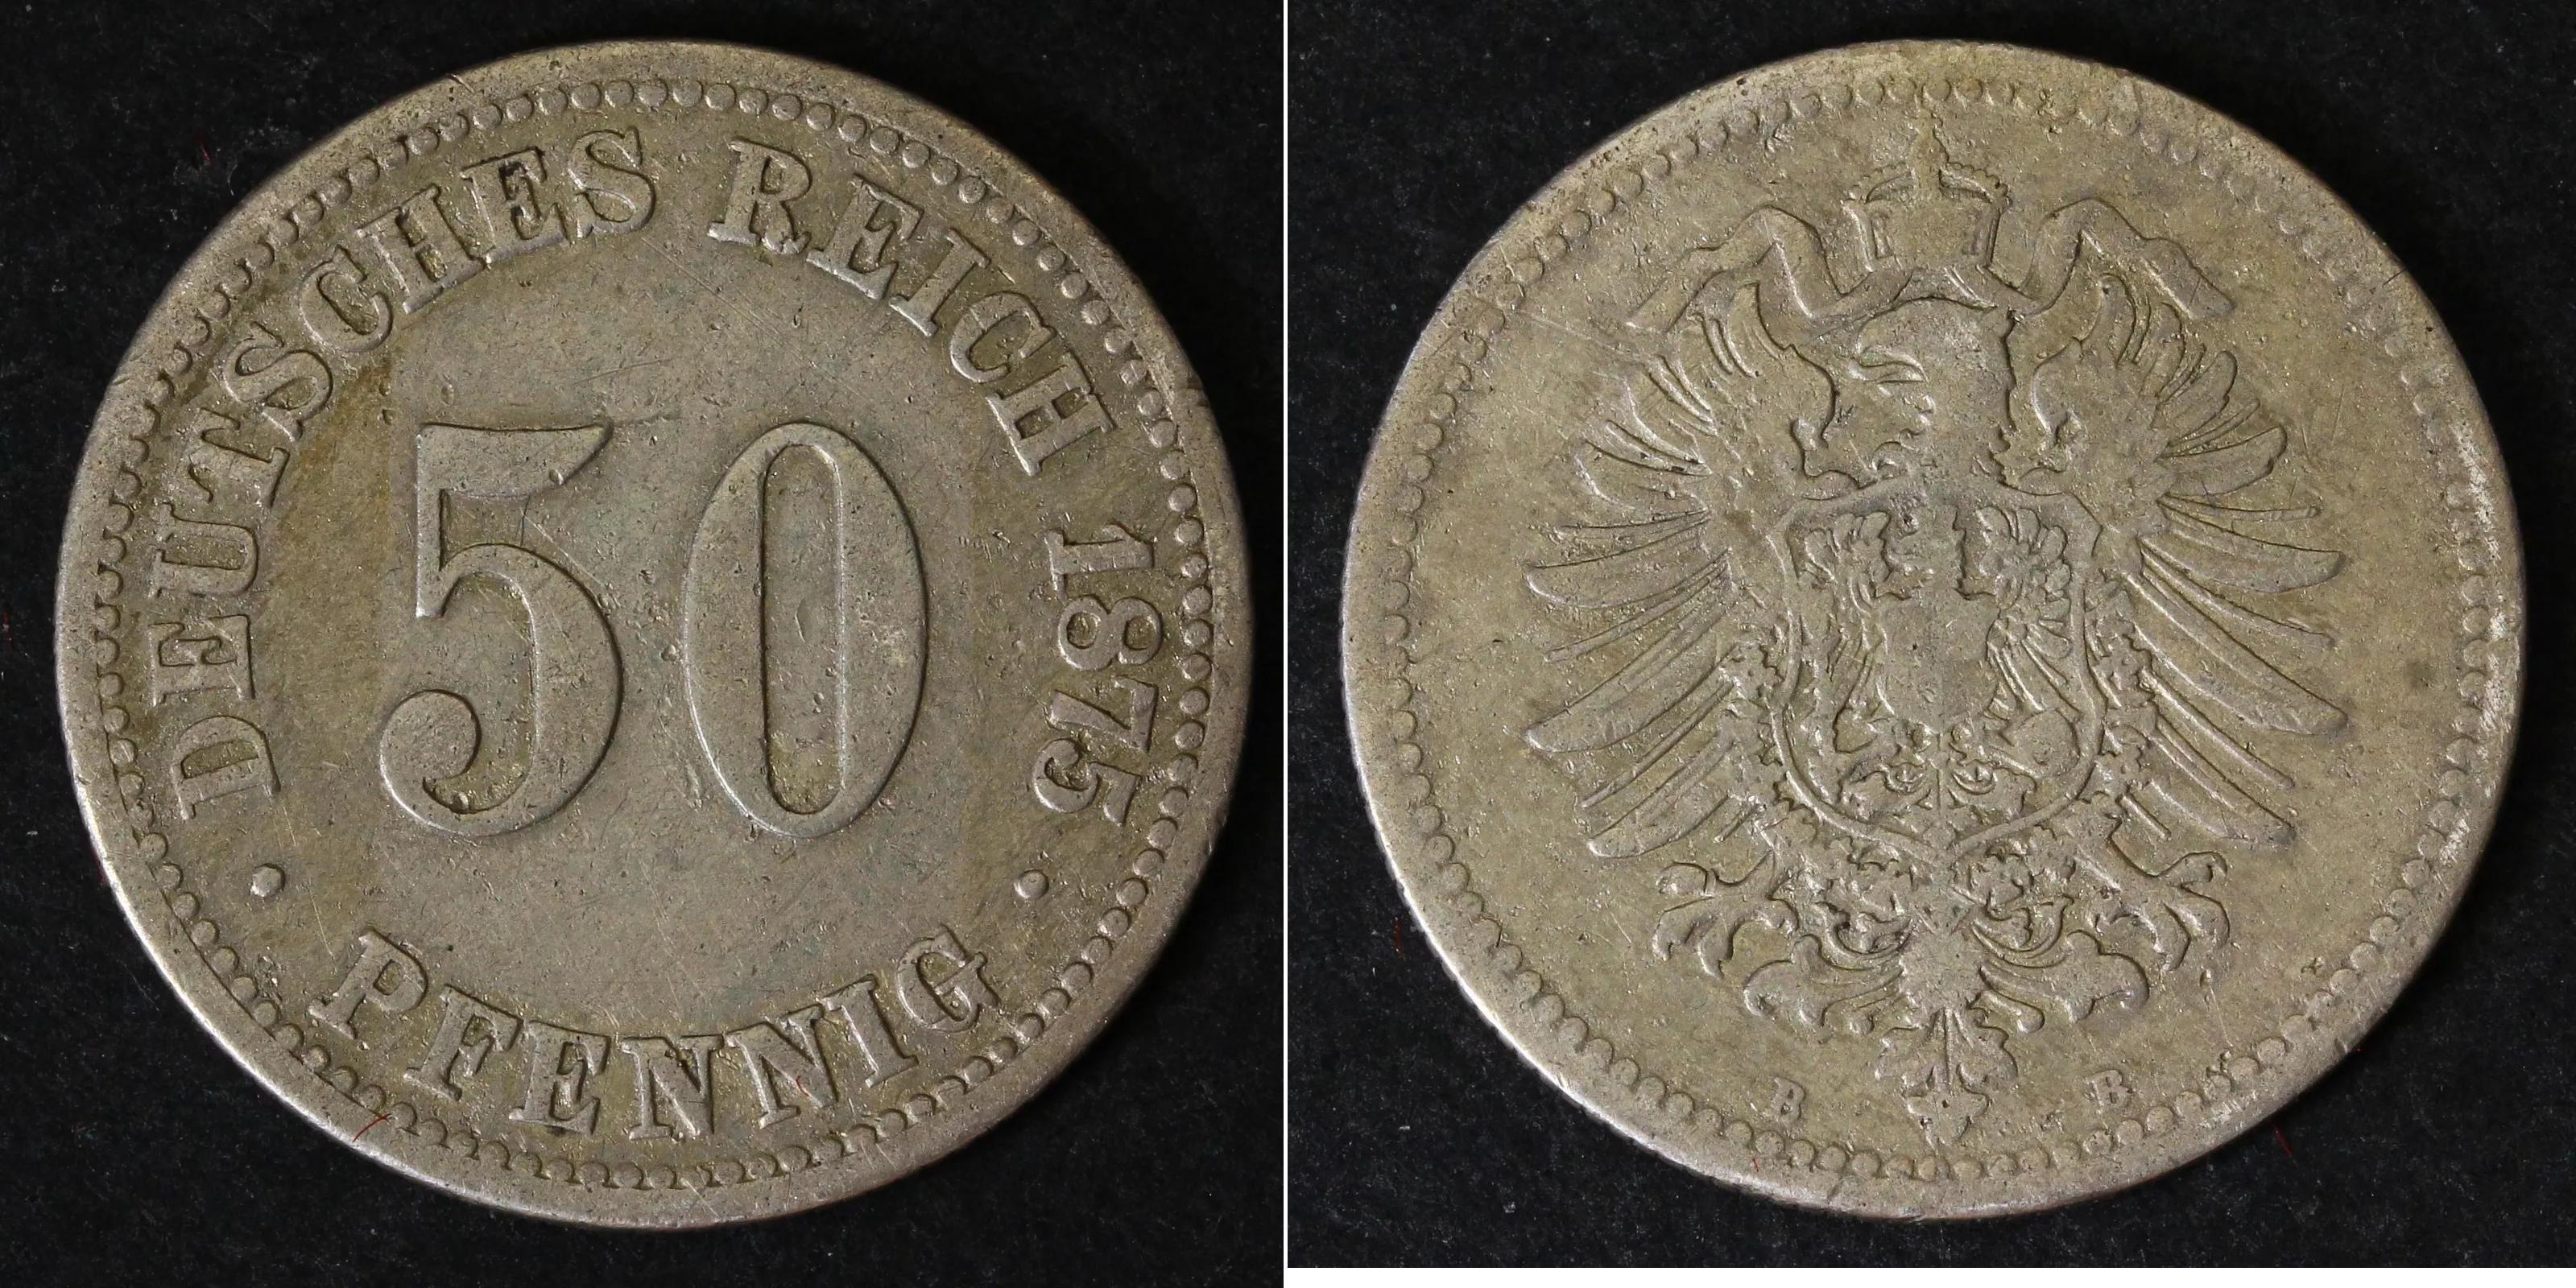 DEUTSCHES REICH 1875
50
· PFENNIG ·
B B